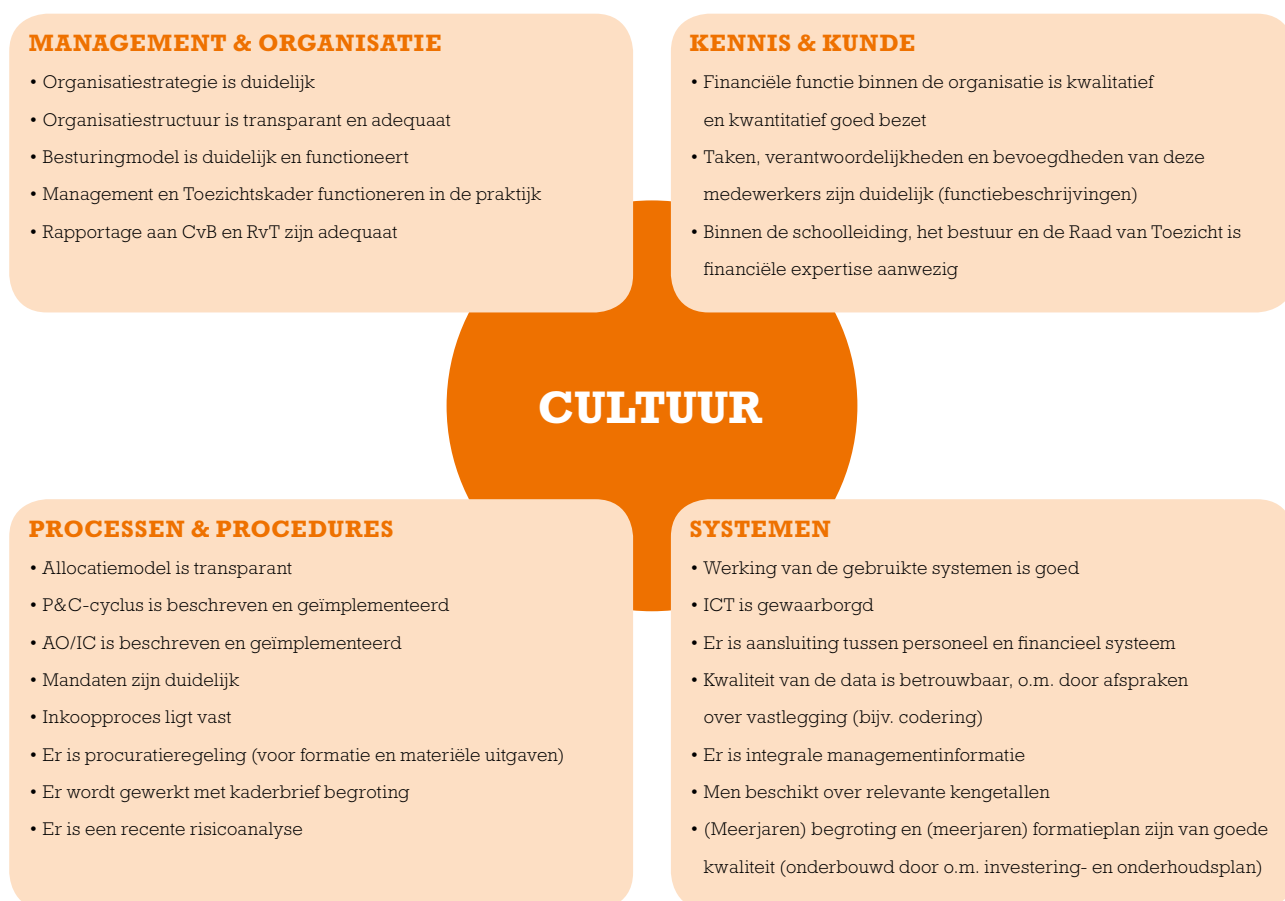 MANAGEMENT & ORGANISATIE
• Organisatiestrategie is duidelijk
• Organisatiestructuur is transparant en adequaat
• Besturingmodel is duidelijk en functioneert
• Management en Toezichtskader functioneren in de praktijk
• Rapportage aan CvB en RvT zijn adequaat
KENNIS & KUNDE
• Financiële functie binnen de organisatie is kwalitatief
en kwantitatief goed bezet
• Taken, verantwoordelijkheden en bevoegdheden van deze
medewerkers zijn duidelijk (functiebeschrijvingen)
• Binnen de schoolleiding, het bestuur en de Raad van Toezicht is
financiële expertise aanwezig
CULTUUR
PROCESSEN & PROCEDURES
• Allocatiemodel is transparant
• P&C-cyclus is beschreven en geïmplementeerd
• AO/IC is beschreven en geïmplementeerd
• Mandaten zijn duidelijk
• Inkoopproces ligt vast
• Er is procuratieregeling (voor formatie en materiële uitgaven)
• Er wordt gewerkt met kaderbrief begroting
• Er is een recente risicoanalyse
SYSTEMEN
• Werking van de gebruikte systemen is goed
• ICT is gewaarborgd
• Er is aansluiting tussen personeel en financieel systeem
• Kwaliteit van de data is betrouwbaar, o.m. door afspraken
over vastlegging (bijv. codering)
• Er is integrale managementinformatie
• Men beschikt over relevante kengetallen
• (Meerjaren) begroting en (meerjaren) formatieplan zijn van goede
kwaliteit (onderbouwd door o.m. investering- en onderhoudsplan)